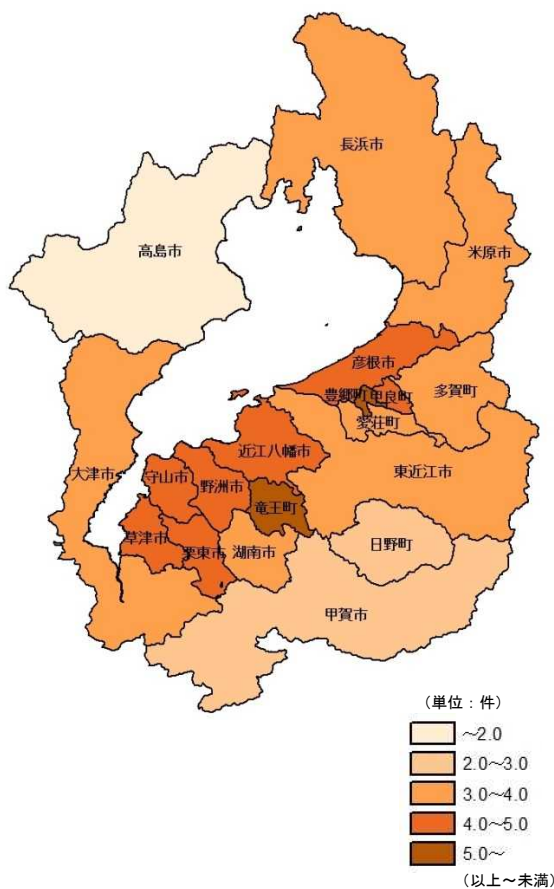 長浜市
米原市
高島市
彦根市
豊郷町
甲良町
多賀町
愛荘町
近江八幡市
東近江市
大津市
守山市
野洲市
竜王町
草津市
栗東市
湖南市
日野町
甲賀市
(単位：件)
～2.0
2.0～3.0
3.0～4.0
4.0～5.0
5.0～
(以上～未満)